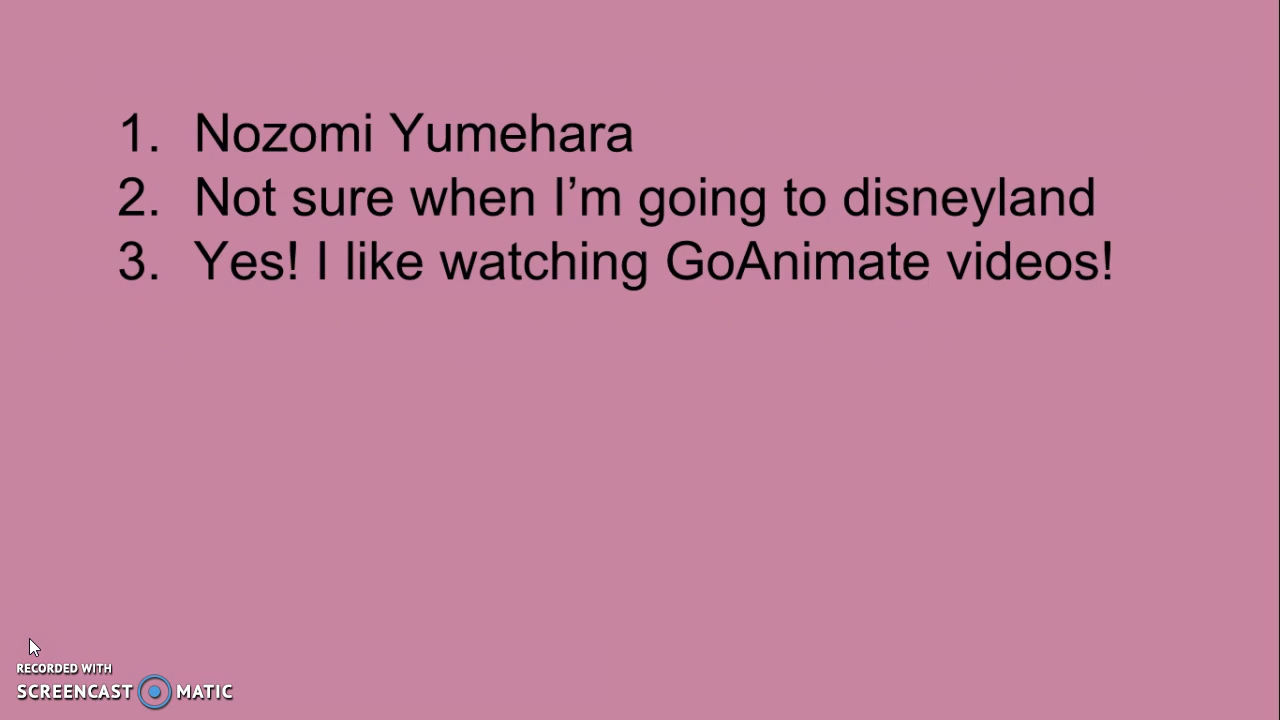 1. Nozomi Yumehara
2. Not sure when I’m going to disneyland
3. Yes! I like watching GoAnimate videos!
RECORDED WITH
SCREENCAST MATIC